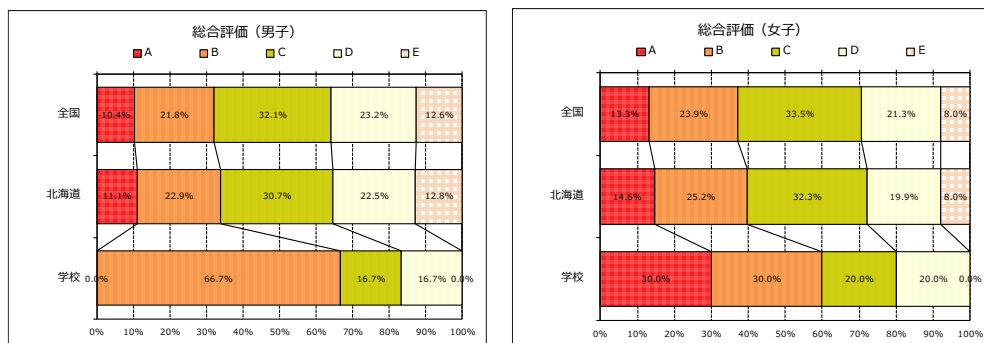 総合評価（男子）
A B C D E
全国 10.4% 21.8% 32.1% 23.2% 12.6%
北海道 11.1% 22.9% 30.7% 22.5% 12.8%
学校 0.0% 66.7% 16.7% 16.7% 0.0%
0% 10% 20% 30% 40% 50% 60% 70% 80% 90% 100%
総合評価（女子）
A B C D E
全国 13.3% 23.9% 33.5% 21.3% 8.0%
北海道 14.6% 25.2% 32.3% 19.9% 8.0%
学校 30.0% 30.0% 20.0% 20.0% 0.0%
0% 10% 20% 30% 40% 50% 60% 70% 80% 90% 100%